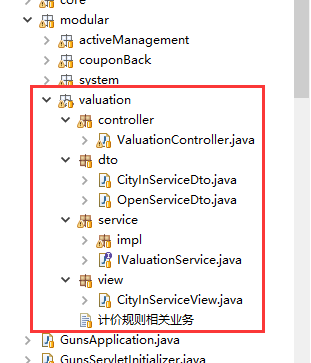 core
modular
activeManagement
couponBack
system
valuation
controller
ValuationController.java
dto
CityInServiceDto.java
OpenServiceDto.java
service
impl
IValuationService.java
view
CityInServiceView.java
计价规则相关业务
GunsApplication.java
GunsServletInitializer.java